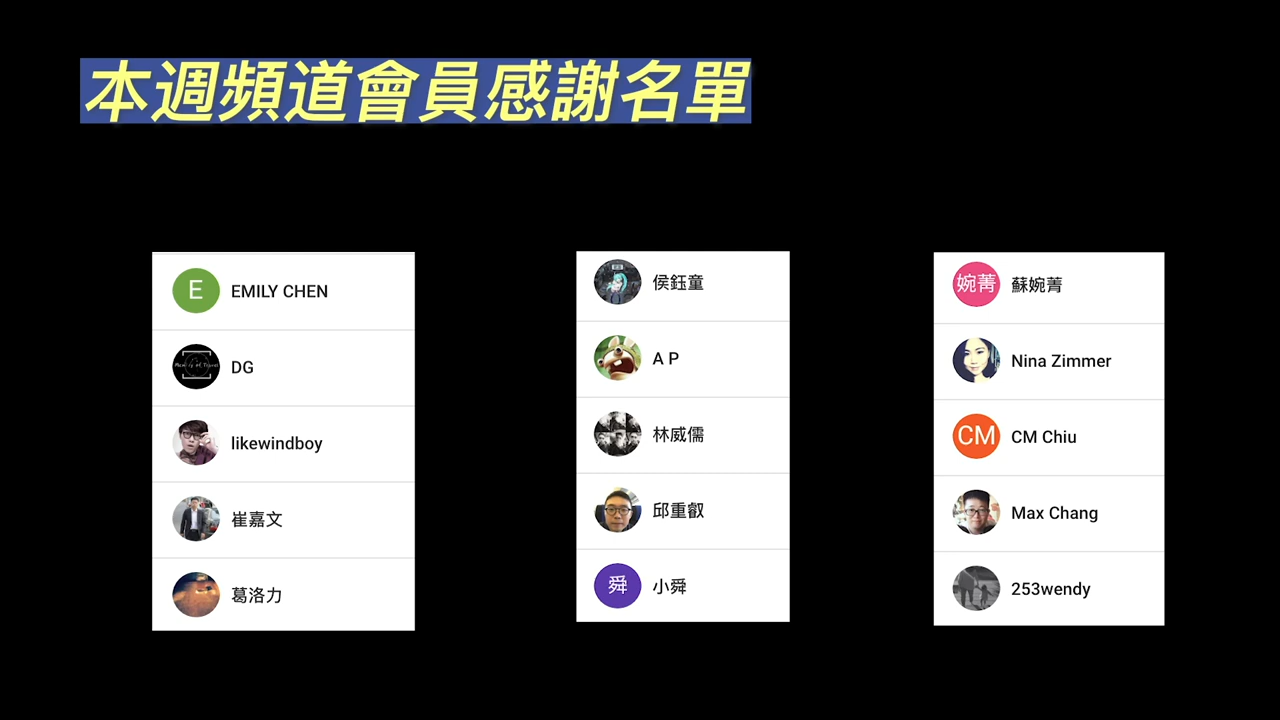 本週頻道會員感謝名單
E
EMILY CHEN
DG
likewindboy
崔嘉文
葛洛力
侯鈺童
A P
林威儒
邱重叡
舜
小舜
婉菁
蘇婉菁
Nina Zimmer
CM
CM Chiu
Max Chang
253wendy